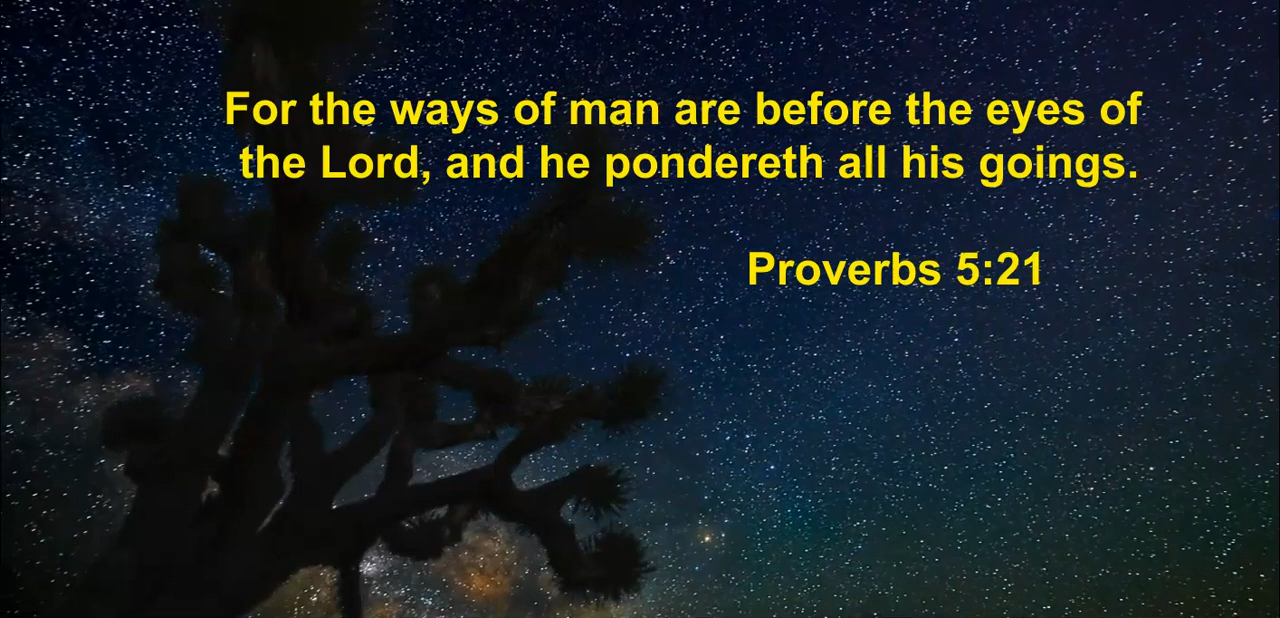 For the ways of man are before the eyes of
the Lord, and he pondereth all his goings.
Proverbs 5:21